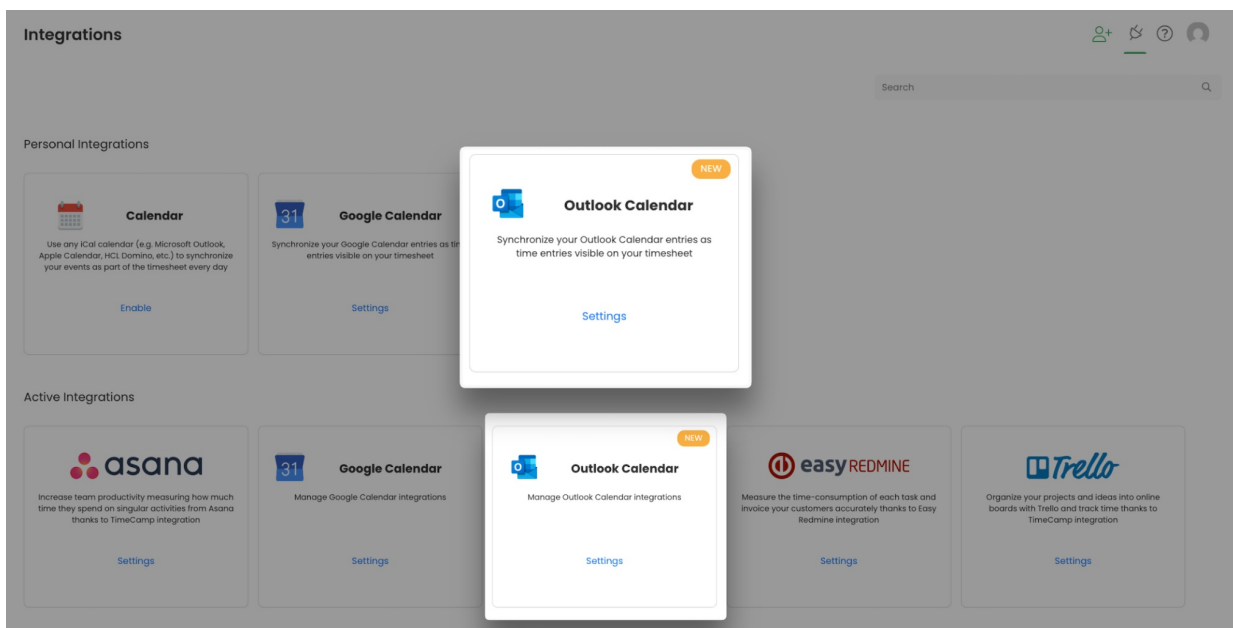 Integrations
Search
Personal Integrations
Calendar
Use any iCal calendar (e.g. Microsoft Outlook,
Apple Calendar, HCL Domino, etc.) to synchronize
your events as part of the timesheet every day
Enable
31
Google Calendar
Synchronize your Google Calendar entries as
entries visible on your timesheet
Settings
NEW
Outlook Calendar
Synchronize your Outlook Calendar entries as
time entries visible on your timesheet
Settings
Active Integrations
asana
Increase team productivity measuring how much
time they spend on singular activities from Asana
thanks to TimeCamp integration
Settings
31
Google Calendar
Manage Google Calendar integrations
Settings
NEW
Outlook Calendar
Manage Outlook Calendar integrations
Settings
easy REDMINE
Measure the time-consumption of each task and
invoice your customers accurately thanks to Easy
Redmine integration
Settings
Trello
Organize your projects and ideas into online
boards with Trello and track time thanks to
TimeCamp integration
Settings